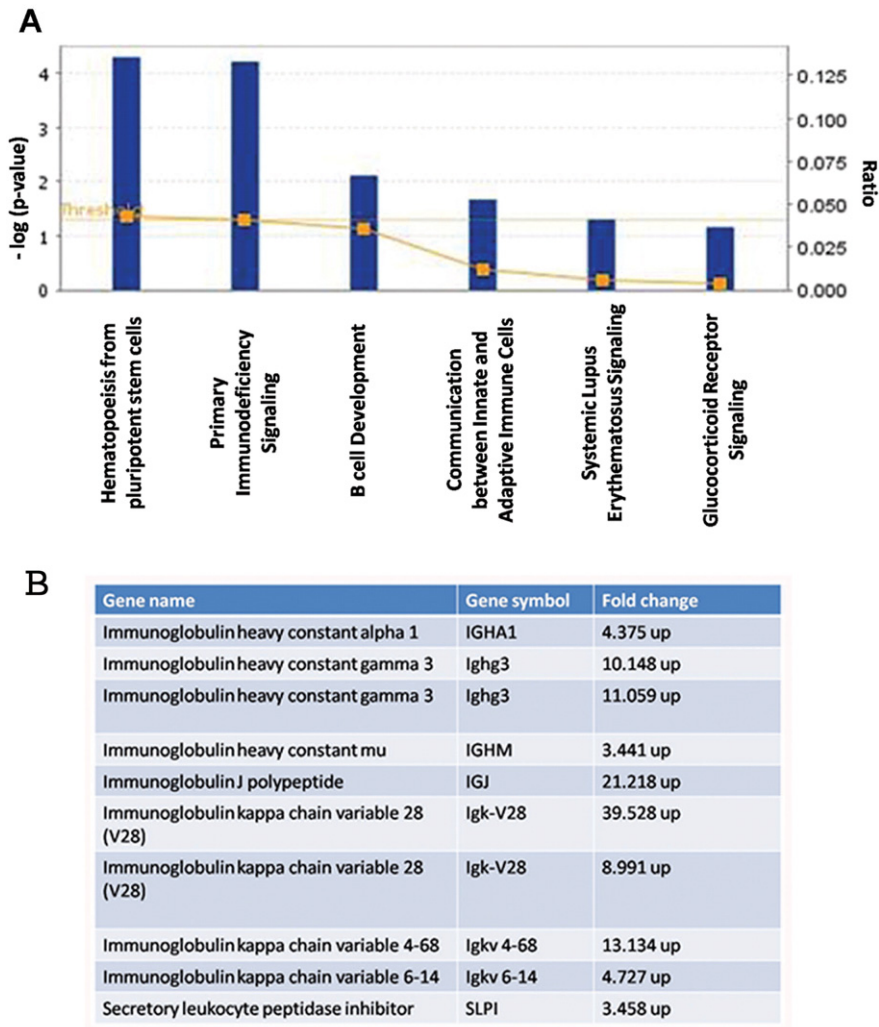 A
4
3
2
1
0
- log (p-value)
Threshold
0.125
0.100
0.075
0.050
0.025
0.000
Ratio
Hematopoeisis from
pluripotent stem cells
Primary
Immunodeficiency
Signaling
B cell Development
Communication
between Innate and
Adaptive Immune Cells
Systemic Lupus
Erythematosus Signaling
Glucocorticoid Receptor
Signaling
B
Gene name Gene symbol Fold change
Immunoglobulin heavy constant alpha 1 IGHA1 4.375 up
Immunoglobulin heavy constant gamma 3 Ighg3 10.148 up
Immunoglobulin heavy constant gamma 3 Ighg3 11.059 up
Immunoglobulin heavy constant mu IGHM 3.441 up
Immunoglobulin J polypeptide IGJ 21.218 up
Immunoglobulin kappa chain variable 28 Igk-V28 39.528 up
(V28)
Immunoglobulin kappa chain variable 28 Igk-V28 8.991 up
(V28)
Immunoglobulin kappa chain variable 4-68 Igkv 4-68 13.134 up
Immunoglobulin kappa chain variable 6-14 Igkv 6-14 4.727 up
Secretory leukocyte peptidase inhibitor SLPI 3.458 up